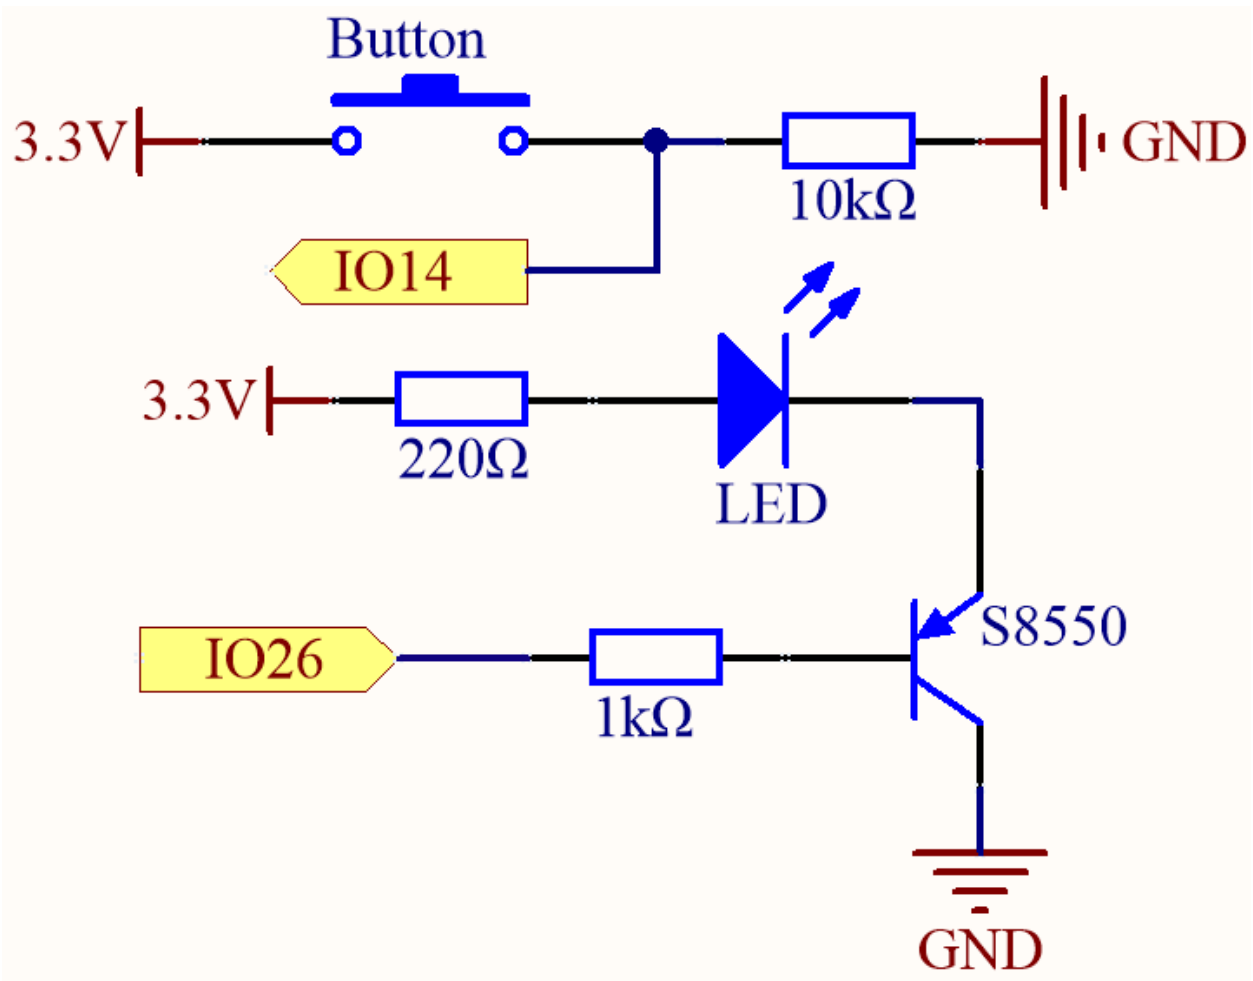 Button
3.3V
GND
10kΩ
IO14
3.3V
220Ω
LED
S8550
IO26
1kΩ
GND